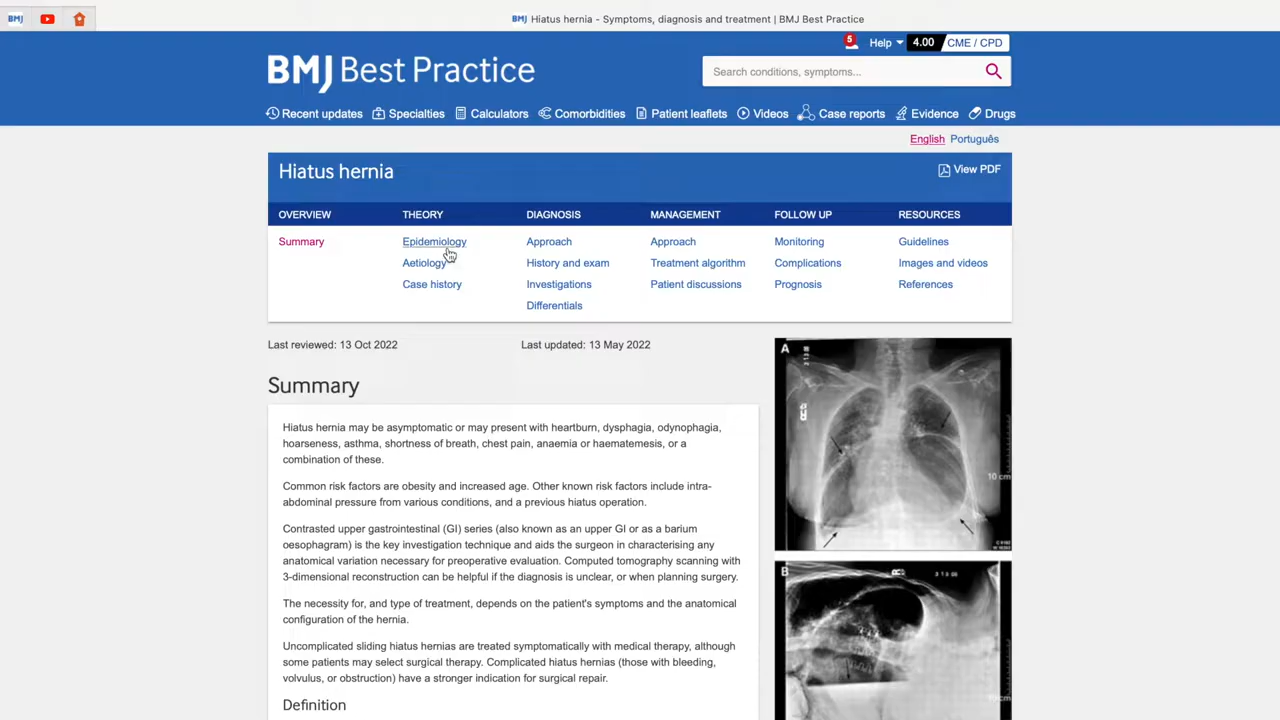 BMJ
BMJ Hiatus hernia - Symptoms, diagnosis and treatment | BMJ Best Practice
5 Help 4.00 CME / CPD
BMJ Best Practice
Search conditions, symptoms...
Recent updates Specialties Calculators Comorbidities Patient leaflets Videos Case reports Evidence Drugs
English Português
Hiatus hernia
View PDF
OVERVIEW THEORY DIAGNOSIS MANAGEMENT FOLLOW UP RESOURCES
Summary Epidemiology Approach Approach Monitoring Guidelines
Aetiology History and exam Treatment algorithm Complications Images and videos
Case history Investigations Patient discussions Prognosis References
Differentials
Last reviewed: 13 Oct 2022 Last updated: 13 May 2022
Summary
Hiatus hernia may be asymptomatic or may present with heartburn, dysphagia, odynophagia,
hoarseness, asthma, shortness of breath, chest pain, anaemia or haematemesis, or a
combination of these.
Common risk factors are obesity and increased age. Other known risk factors include intra-
abdominal pressure from various conditions, and a previous hiatus operation.
Contrasted upper gastrointestinal (GI) series (also known as an upper GI or as a barium
oesophagram) is the key investigation technique and aids the surgeon in characterising any
anatomical variation necessary for preoperative evaluation. Computed tomography scanning with
3-dimensional reconstruction can be helpful if the diagnosis is unclear, or when planning surgery.
The necessity for, and type of treatment, depends on the patient's symptoms and the anatomical
configuration of the hernia.
Uncomplicated sliding hiatus hernias are treated symptomatically with medical therapy, although
some patients may select surgical therapy. Complicated hiatus hernias (those with bleeding,
volvulus, or obstruction) have a stronger indication for surgical repair.
Definition
A
10 cm
B